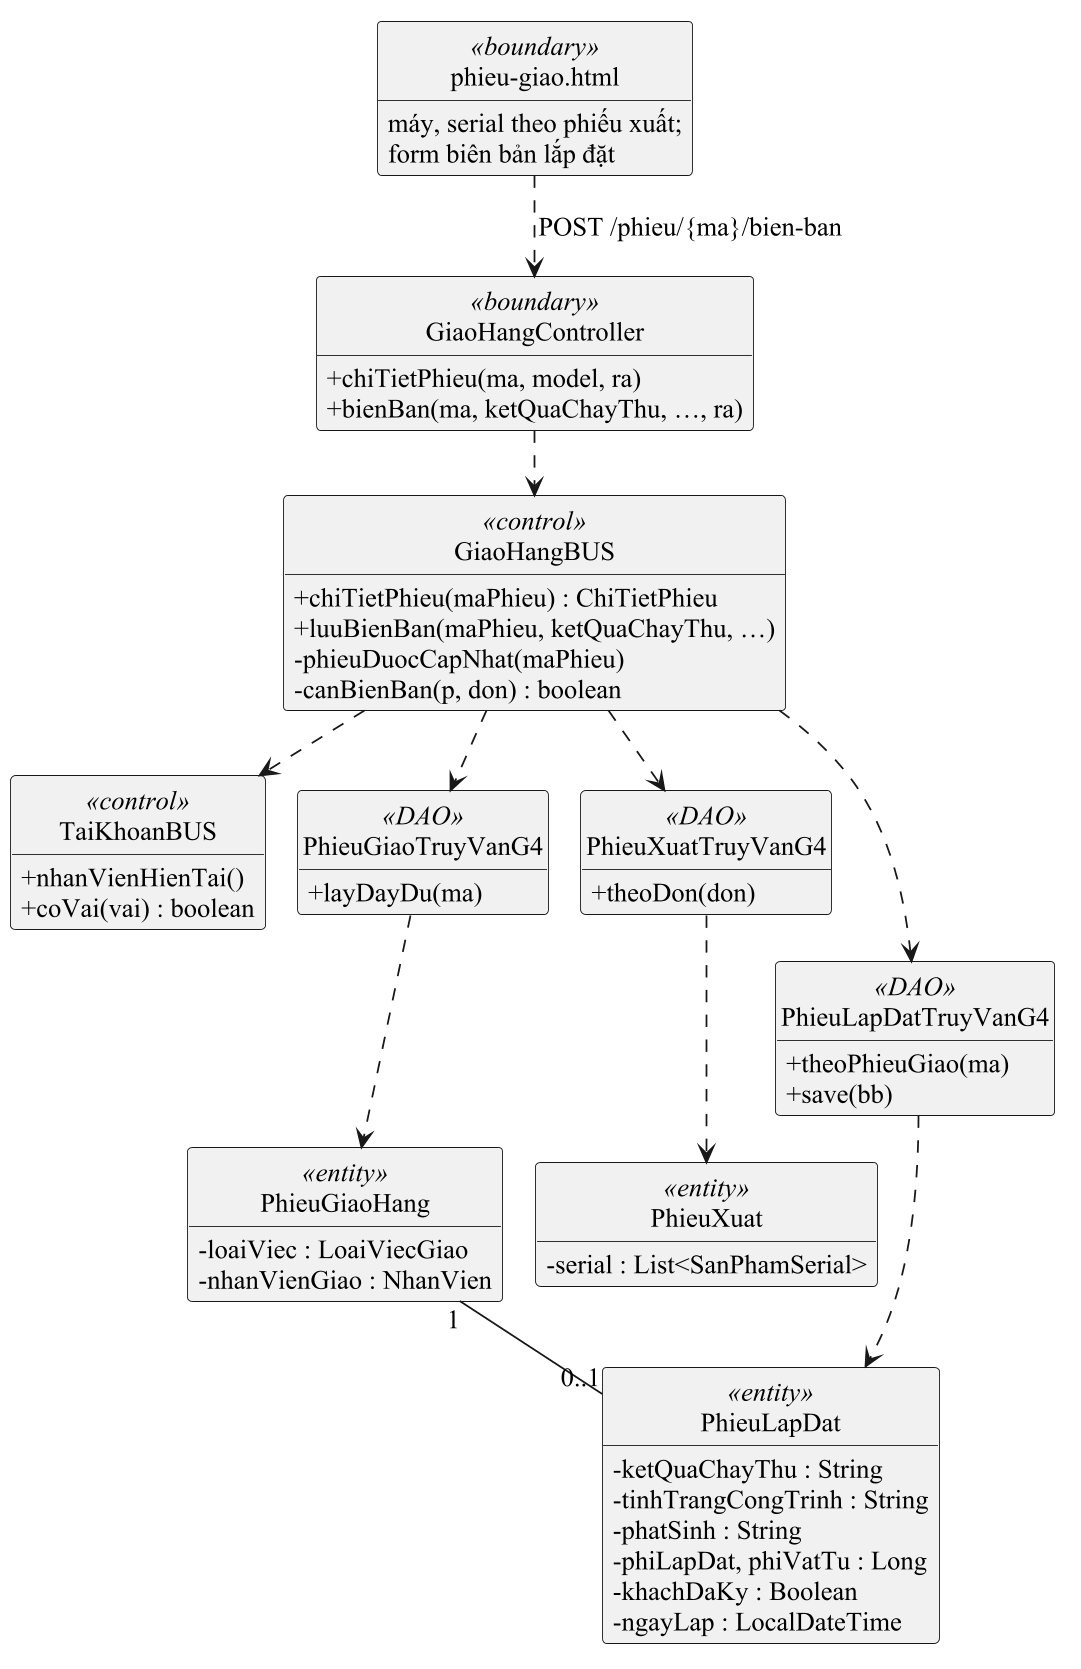 «boundary»
phieu-giao.html
máy, serial theo phiếu xuất;
form biên bản lắp đặt
POST /phieu/{ma}/bien-ban
«boundary»
GiaoHangController
+chiTietPhieu(ma, model, ra)
+bienBan(ma, ketQuaChayThu, …, ra)
«control»
GiaoHangBUS
+chiTietPhieu(maPhieu) : ChiTietPhieu
+luuBienBan(maPhieu, ketQuaChayThu, …)
-phieuDuocCapNhat(maPhieu)
-canBienBan(p, don) : boolean
«control»
TaiKhoanBUS
+nhanVienHienTai()
+coVai(vai) : boolean
«DAO»
PhieuGiaoTruyVanG4
+layDayDu(ma)
«DAO»
PhieuXuatTruyVanG4
+theoDon(don)
«DAO»
PhieuLapDatTruyVanG4
+theoPhieuGiao(ma)
+save(bb)
«entity»
PhieuGiaoHang
-loaiViec : LoaiViecGiao
-nhanVienGiao : NhanVien
«entity»
PhieuXuat
-serial : List<SanPhamSerial>
1
0..1
«entity»
PhieuLapDat
-ketQuaChayThu : String
-tinhTrangCongTrinh : String
-phatSinh : String
-phiLapDat, phiVatTu : Long
-khachDaKy : Boolean
-ngayLap : LocalDateTime